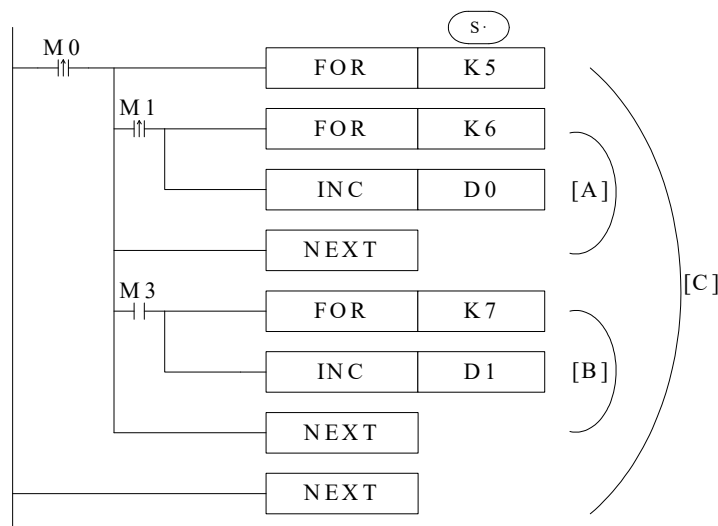 S·
M0
FOR K5
M1
FOR K6
INC D0 [A]
NEXT
[C]
M3
FOR K7
INC D1 [B]
NEXT
NEXT